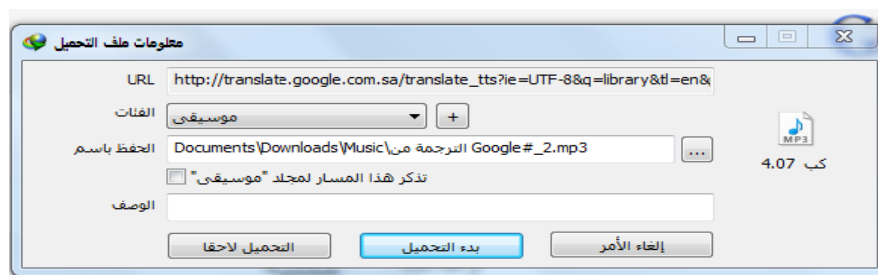 معلومات ملف التحميل
URL http://translate.google.com.sa/translate_tts?ie=UTF-8&q=library&tl=en&
الفئات موسيقى +
MP3
الحفظ باسم Documents\Downloads\Music\الترجمة من Google#_2.mp3 ...
4.07 كب
تذكر هذا المسار لمجلد "موسيقى"
الوصف
إلغاء الأمر بدء التحميل التحميل لاحقا